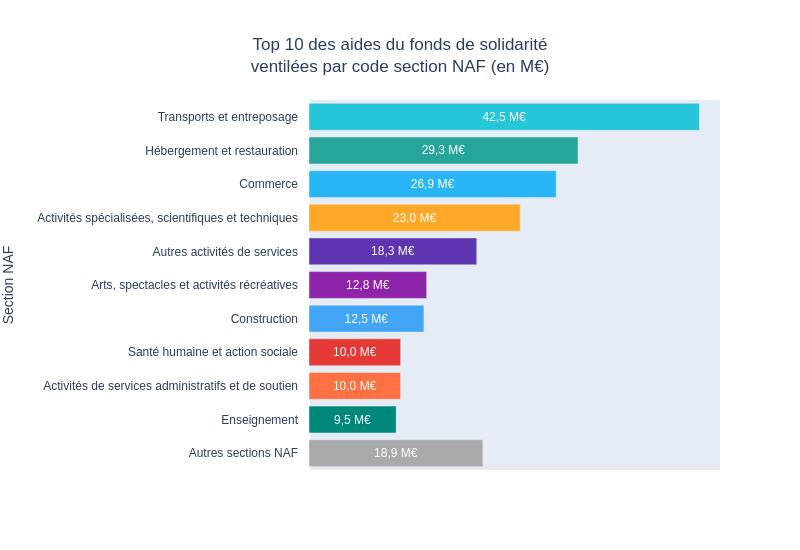 Top 10 des aides du fonds de solidarité
ventilées par code section NAF (en M€)
Section NAF
Transports et entreposage 42,5 M€
Hébergement et restauration 29,3 M€
Commerce 26,9 M€
Activités spécialisées, scientifiques et techniques 23,0 M€
Autres activités de services 18,3 M€
Arts, spectacles et activités récréatives 12,8 M€
Construction 12,5 M€
Santé humaine et action sociale 10,0 M€
Activités de services administratifs et de soutien 10,0 M€
Enseignement 9,5 M€
Autres sections NAF 18,9 M€